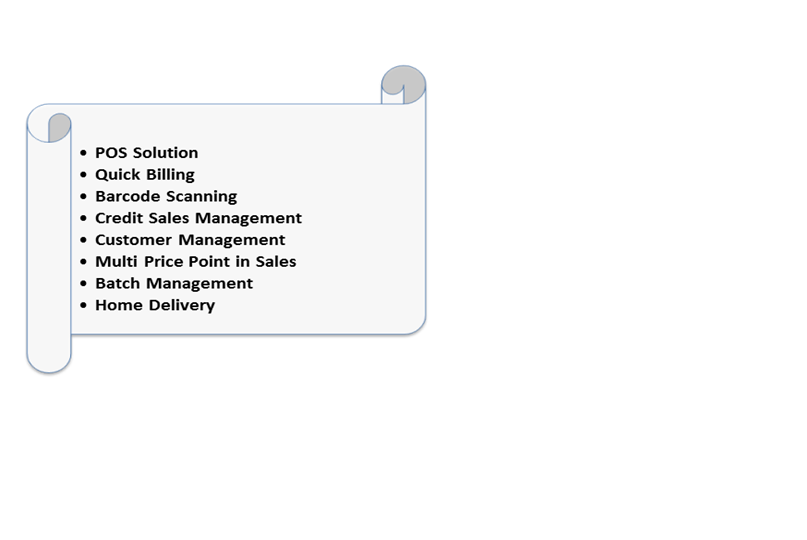 • POS Solution
• Quick Billing
• Barcode Scanning
• Credit Sales Management
• Customer Management
• Multi Price Point in Sales
• Batch Management
• Home Delivery